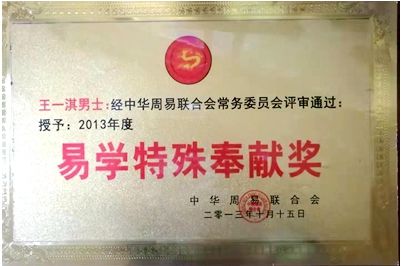 王一淇男士:经中华周易联合会常务委员会评审通过:
授予:2013年度
易学特殊奉献奖
中华周易联合会
二零一三年十月十五日